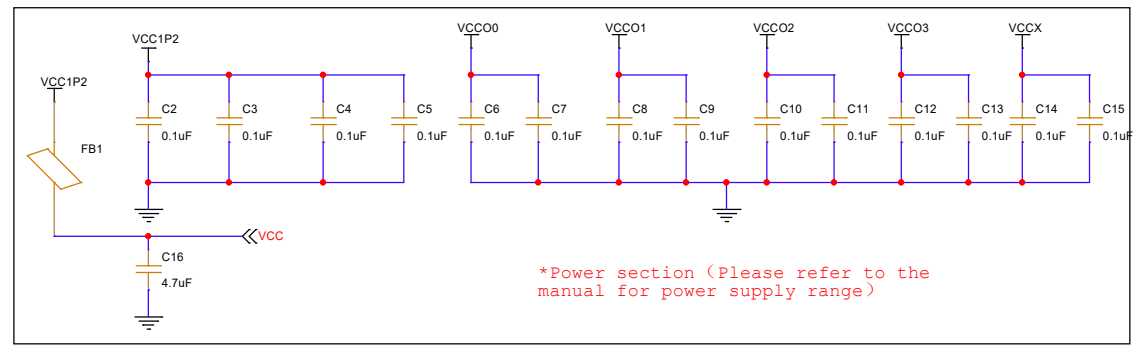 VCC1P2
VCCO0
VCCO1
VCCO2
VCCO3
VCCX
VCC1P2
C2
0.1uF
C3
0.1uF
C4
0.1uF
C5
0.1uF
C6
0.1uF
C7
0.1uF
C8
0.1uF
C9
0.1uF
C10
0.1uF
C11
0.1uF
C12
0.1uF
C13
0.1uF
C14
0.1uF
C15
0.1uF
FB1
VCC
C16
4.7uF
*Power section（Please refer to the
manual for power supply range）